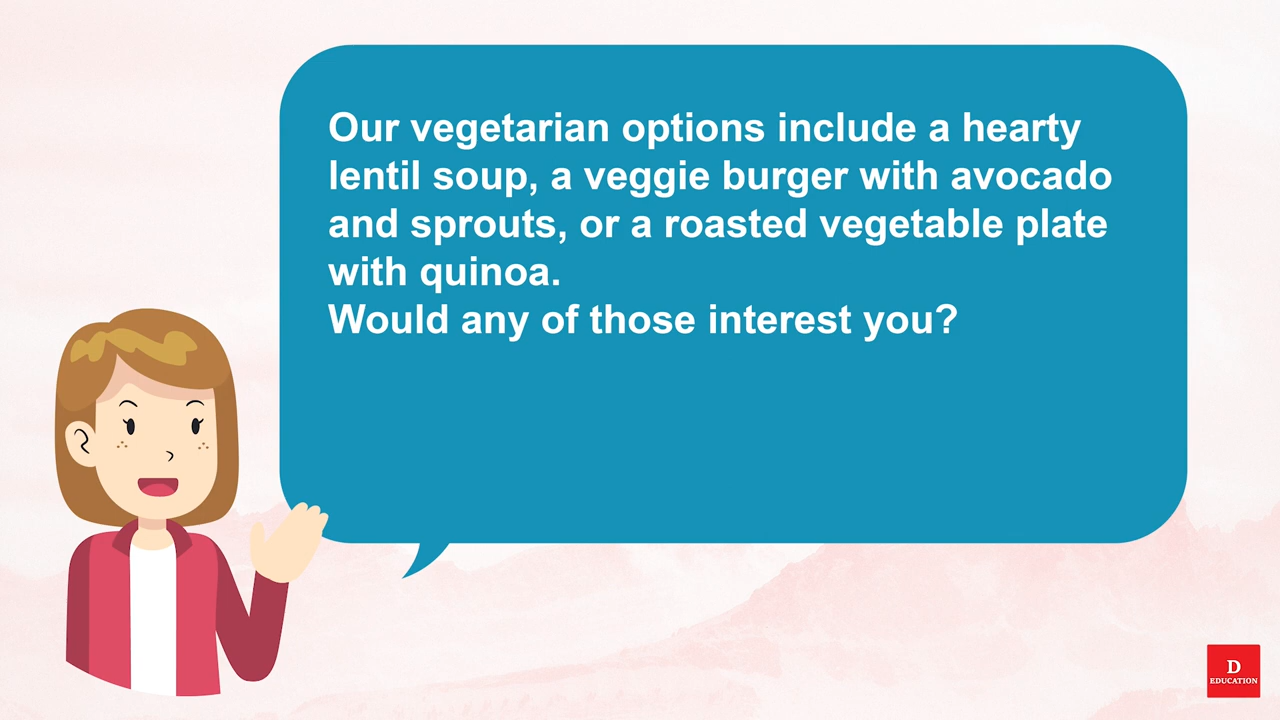 Our vegetarian options include a hearty
lentil soup, a veggie burger with avocado
and sprouts, or a roasted vegetable plate
with quinoa.
Would any of those interest you?
D
EDUCATION